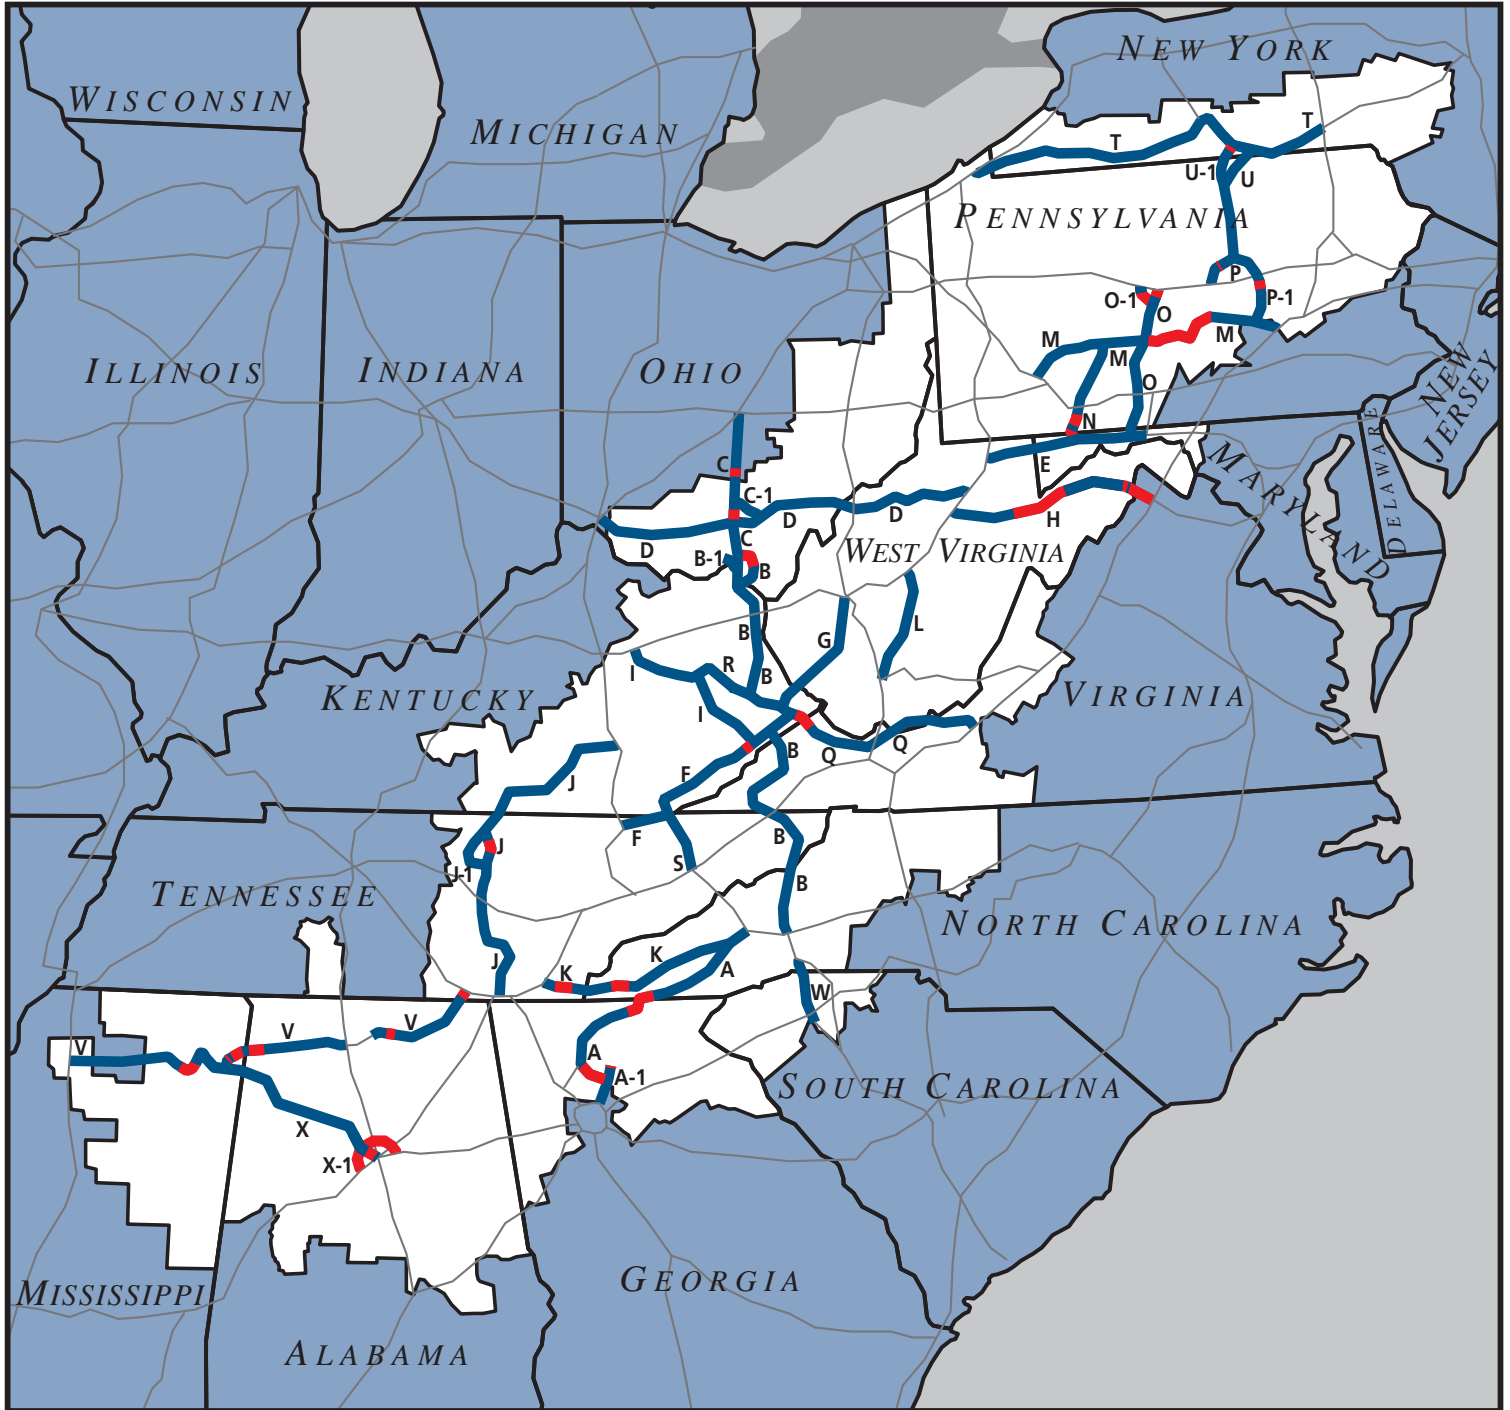 NEW YORK
WISCONSIN
MICHIGAN
T
T
U-1
U
PENNSYLVANIA
P
O-1
P-1
O
M
M
M
ILLINOIS
INDIANA
OHIO
O
NEW
JERSEY
N
DELAWARE
MARYLAND
DELAWARE
E
C
C-1
D
D
H
D
C
WEST VIRGINIA
B-1
B
B
G
L
R
I
B
KENTUCKY
VIRGINIA
I
B
Q
Q
F
J
B
F
J
S
J-1
B
TENNESSEE
NORTH CAROLINA
K
J
K
A
W
V
V
V
A
A-1
SOUTH CAROLINA
X
X-1
GEORGIA
MISSISSIPPI
ALABAMA